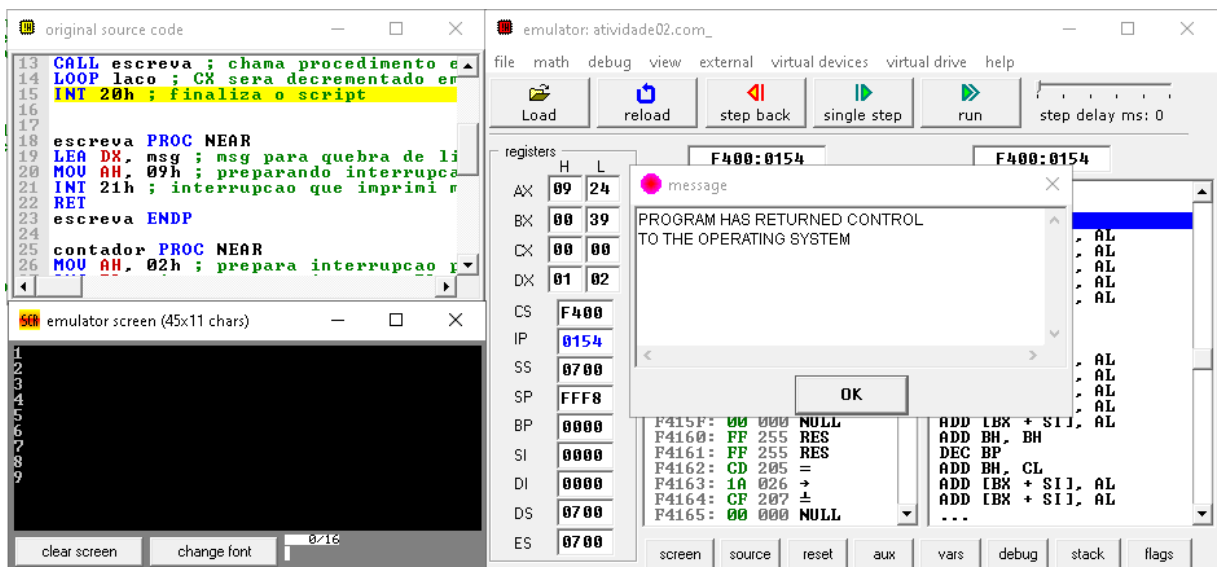 original source code
13 CALL escreva ; chama procedimento e
14 LOOP laco ; CX sera decrementado em
15 INT 20h ; finaliza o script
16
17
18 escreva PROC NEAR
19 LEA DX, msg ; msg para quebra de li
20 MOV AH, 09h ; preparando interrupca
21 INT 21h ; interrupcao que imprimi m
22 RET
23 escreva ENDP
24
25 contador PROC NEAR
26 MOV AH, 02h ; prepara interrupcao p
SCR emulator screen (45x11 chars)
1
2
3
4
5
6
7
8
9
clear screen change font 0/16
emulator: atividade02.com_
file math debug view external virtual devices virtual drive help
Load reload step back single step run step delay ms: 0
registers F400:0154 F400:0154
H L
AX 09 24
BX 00 39
CX 00 00
DX 01 02
CS F400
IP 0154
SS 0700
SP FFF8
BP 0000
SI 0000
DI 0000
DS 0700
ES 0700
message
PROGRAM HAS RETURNED CONTROL
TO THE OPERATING SYSTEM
OK
, AL
, AL
, AL
, AL
, AL
, AL
, AL
, AL
, AL
F415F: 00 000 NULL ADD [BX + SI], AL
F4160: FF 255 RES ADD BH, BH
F4161: FF 255 RES DEC BP
F4162: CD 205 = ADD BH, CL
F4163: 1A 026 → ADD [BX + SI], AL
F4164: CF 207 ╧ ADD [BX + SI], AL
F4165: 00 000 NULL ...
screen source reset aux vars debug stack flags